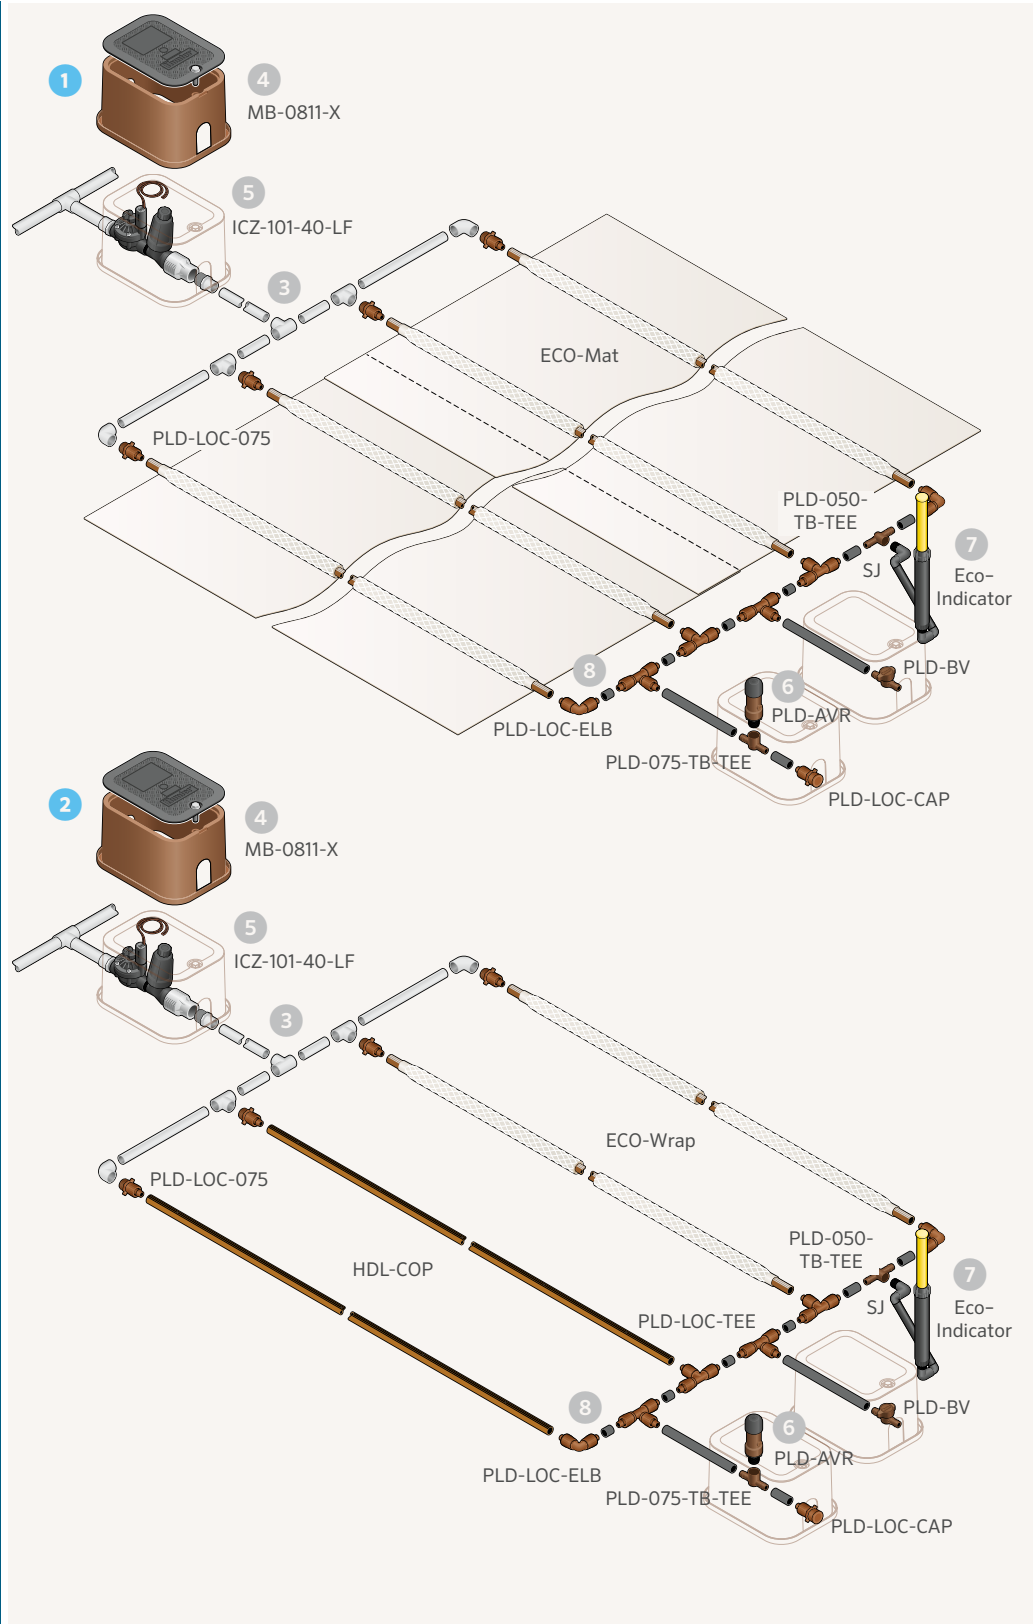 1
4
MB-0811-X
5
ICZ-101-40-LF
3
ECO-Mat
PLD-LOC-075
PLD-050-
TB-TEE
7
SJ
Eco-
Indicator
8
PLD-BV
6
PLD-AVR
PLD-LOC-ELB
PLD-075-TB-TEE
PLD-LOC-CAP
2
4
MB-0811-X
5
ICZ-101-40-LF
3
ECO-Wrap
PLD-LOC-075
PLD-050-
TB-TEE
HDL-COP
7
SJ
Eco-
Indicator
PLD-LOC-TEE
8
PLD-BV
6
PLD-AVR
PLD-LOC-ELB
PLD-075-TB-TEE
PLD-LOC-CAP